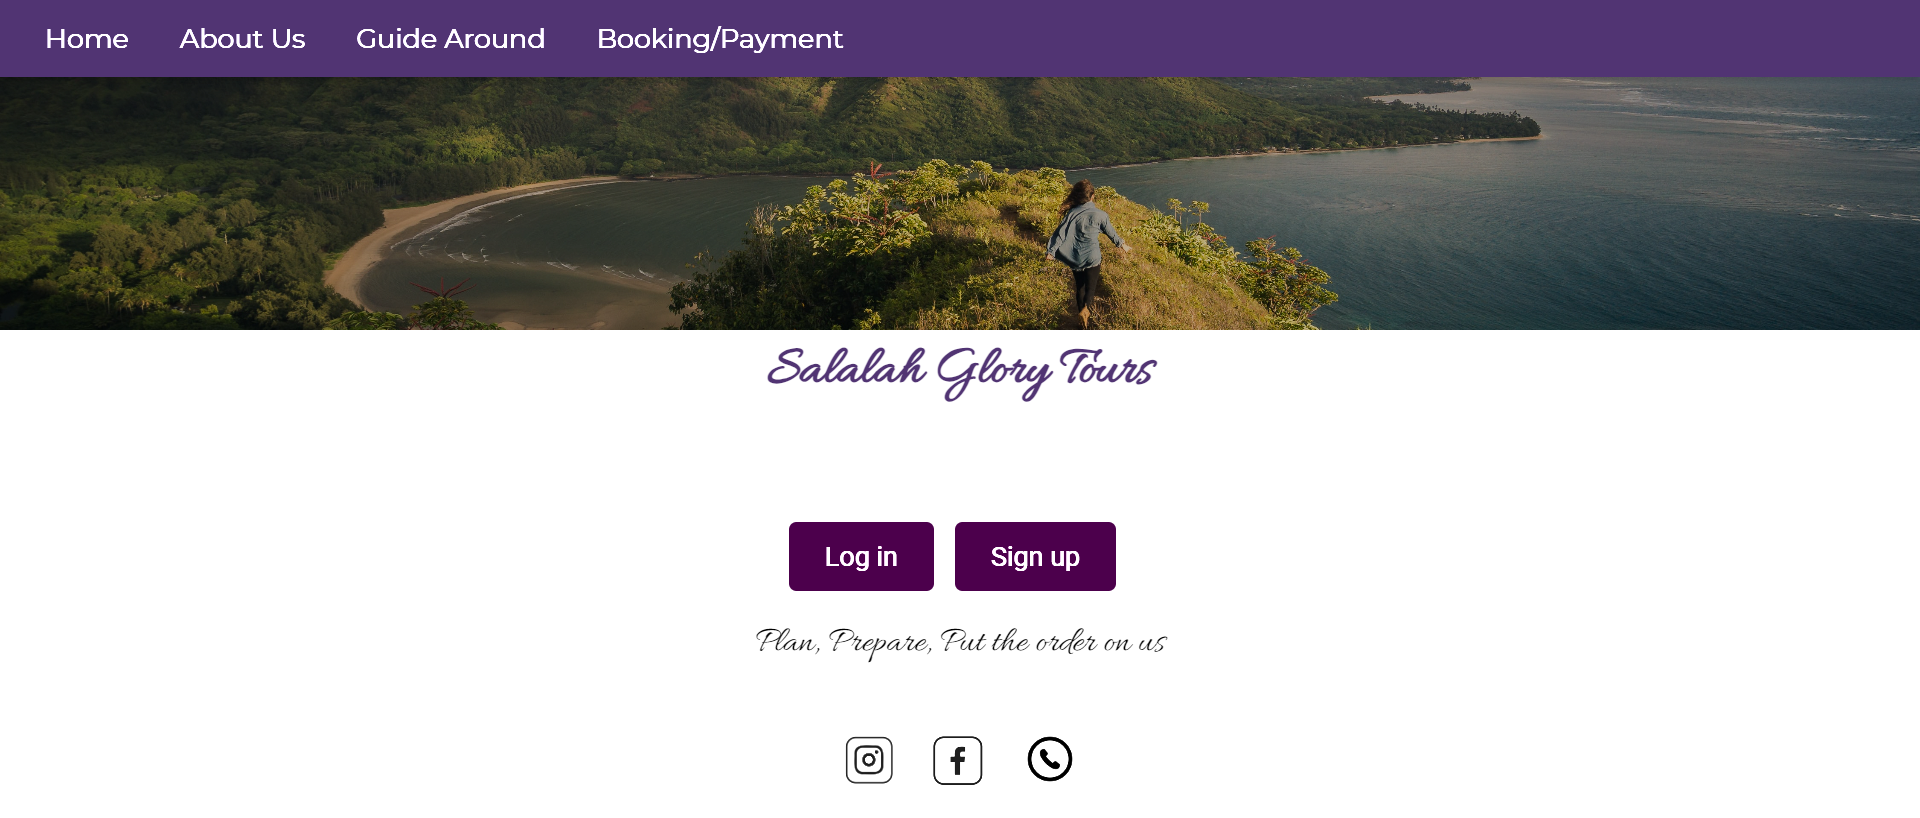 Home About Us Guide Around Booking/Payment
Salalah Glory Tours
Log in Sign up
Plan, Prepare, Put the order on us